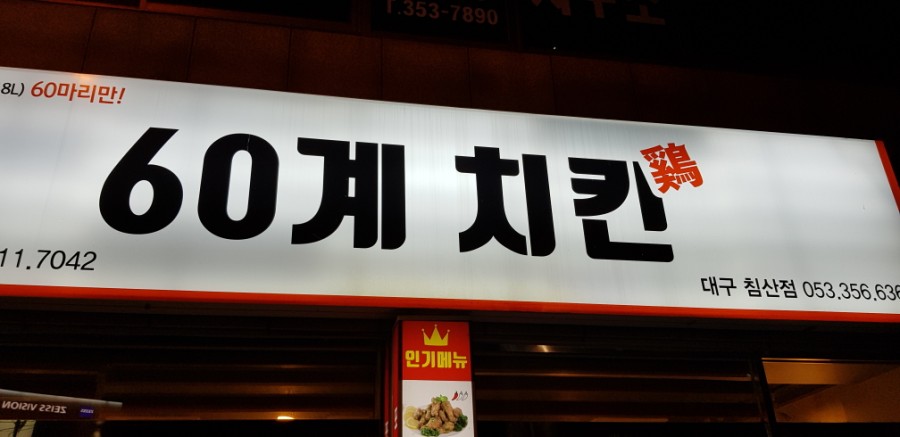 T.353-7890
8L) 60마리만!
60계 치킨 鷄
11.7042
대구 침산점 053.356.636
인기메뉴
ZEISS VISION